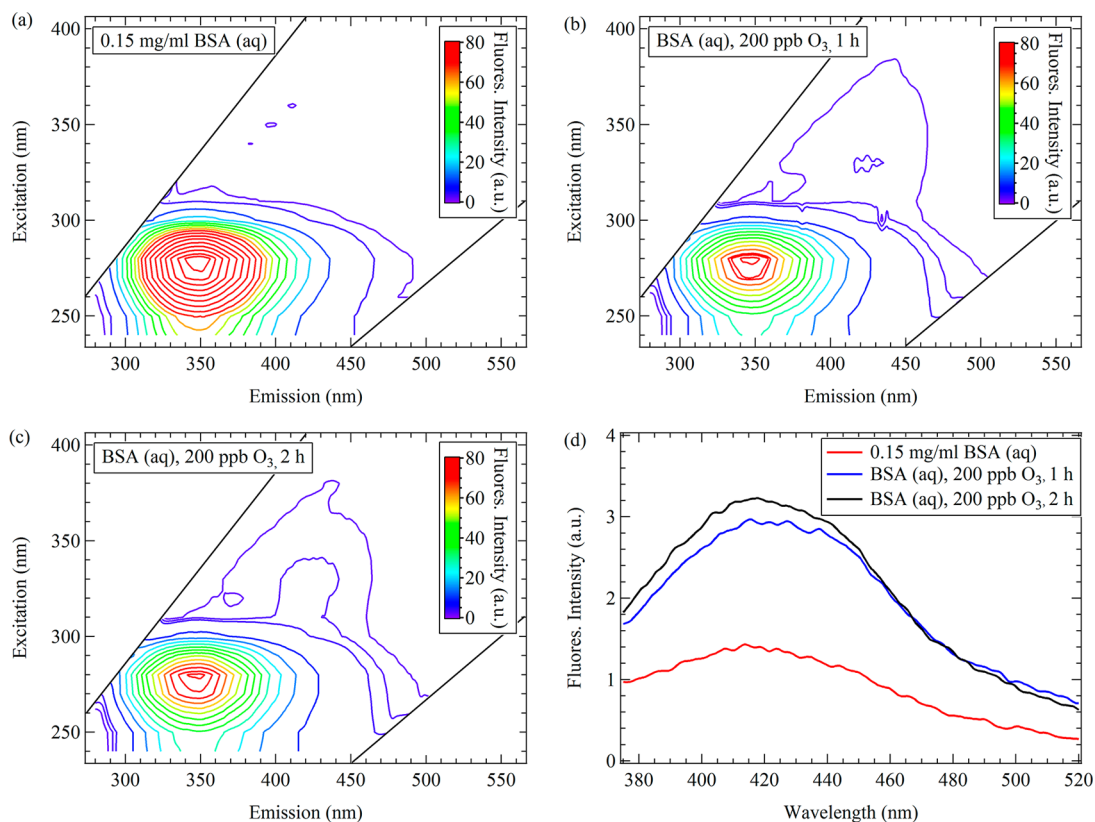 (a)
0.15 mg/ml BSA (aq)
80
60
40
20
0
Fluores. Intensity (a.u.)
400
350
300
250
Excitation (nm)
300 350 400 450 500 550
Emission (nm)
(b)
BSA (aq), 200 ppb O3, 1 h
80
60
40
20
0
Fluores. Intensity (a.u.)
400
350
300
250
Excitation (nm)
300 350 400 450 500 550
Emission (nm)
(c)
BSA (aq), 200 ppb O3, 2 h
80
60
40
20
0
Fluores. Intensity (a.u.)
400
350
300
250
Excitation (nm)
300 350 400 450 500 550
Emission (nm)
(d)
0.15 mg/ml BSA (aq)
BSA (aq), 200 ppb O3, 1 h
BSA (aq), 200 ppb O3, 2 h
4
3
2
1
0
Fluores. Intensity (a.u.)
380 400 420 440 460 480 500 520
Wavelength (nm)